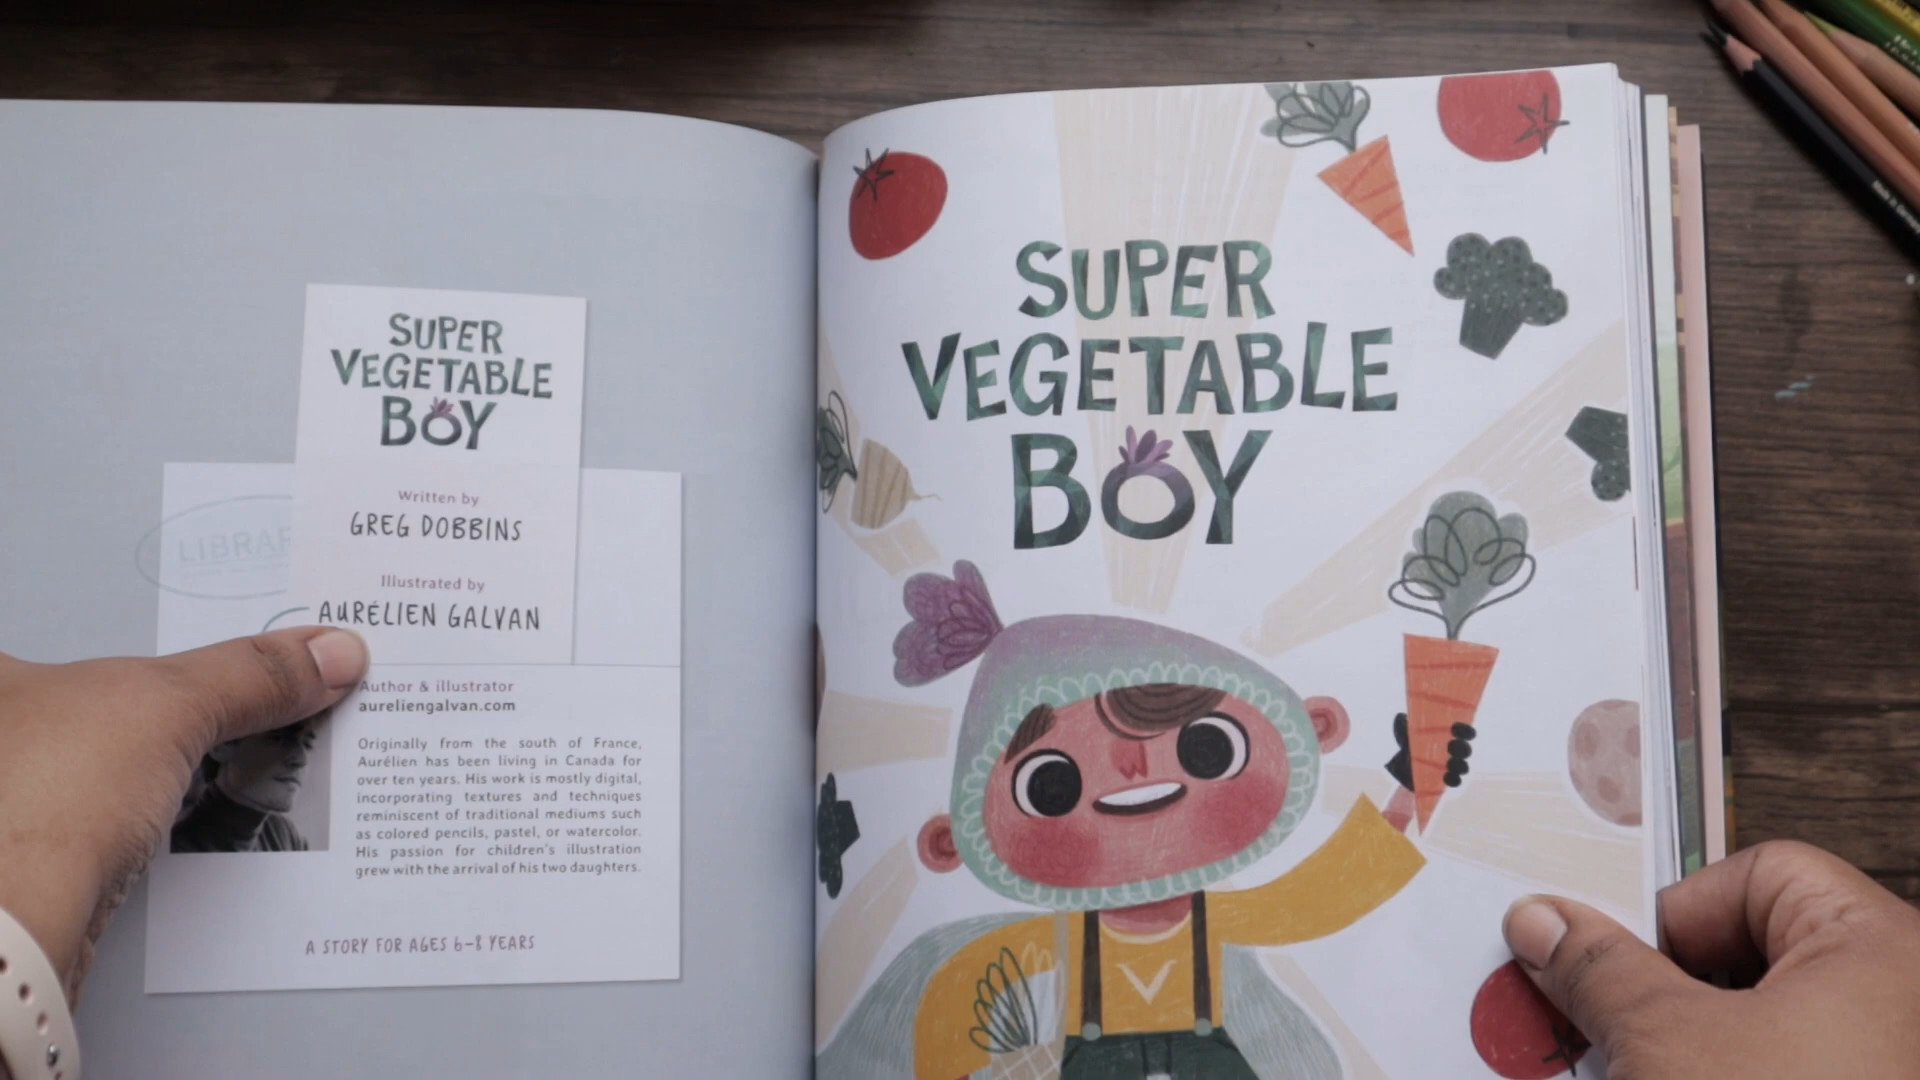 SUPER
VEGETABLE
BOY
Written by
GREG DOBBINS
Illustrated by
AURÉLIEN GALVAN
Author & illustrator
aureliengalvan.com
Originally from the south of France,
Aurélien has been living in Canada for
over ten years. His work is mostly digital,
incorporating textures and techniques
reminiscent of traditional mediums such
as colored pencils, pastel, or watercolor.
His passion for children's illustration
grew with the arrival of his two daughters.
A STORY FOR AGES 6-8 YEARS
SUPER
VEGETABLE
BOY
V